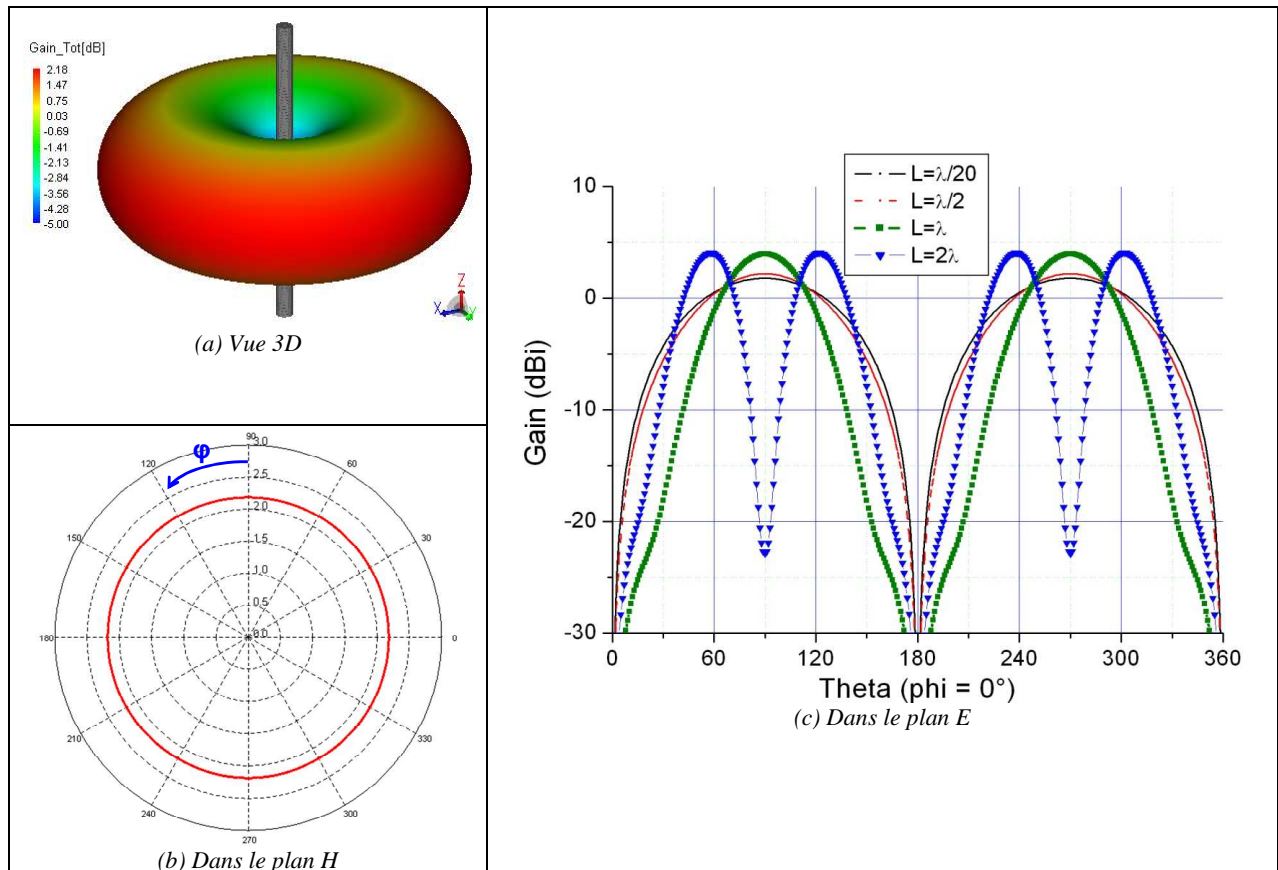 Gain_Tot[dB]
2.18
1.47
0.75
0.03
-0.69
-1.41
-2.13
-2.84
-3.56
-4.28
-5.00
Z
X
Y
(a) Vue 3D
φ
90
3.0
120
60
2.5
2.0
150
30
1.5
1.0
0.5
180
0.0
0
210
330
240
300
270
(b) Dans le plan H
L=λ/20
L=λ/2
L=λ
L=2λ
10
0
-10
-20
-30
Gain (dBi)
0 60 120 180 240 300 360
Theta (phi = 0°)
(c) Dans le plan E